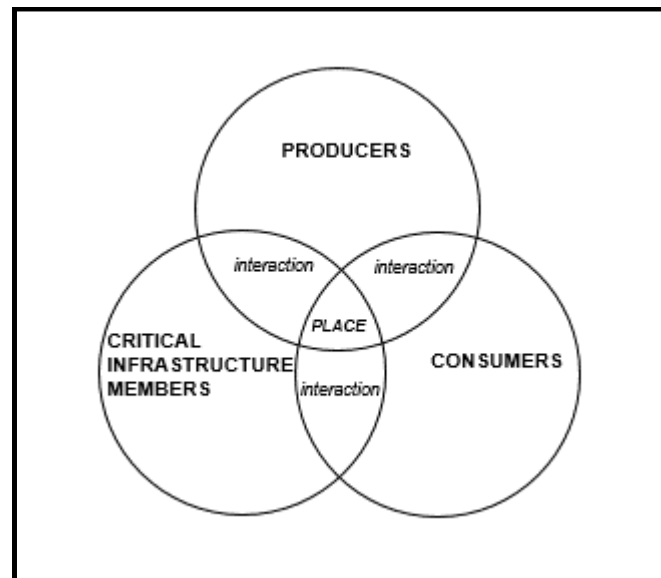 PRODUCERS
interaction
interaction
PLACE
CRITICAL
INFRASTRUCTURE
MEMBERS
CONSUMERS
interaction